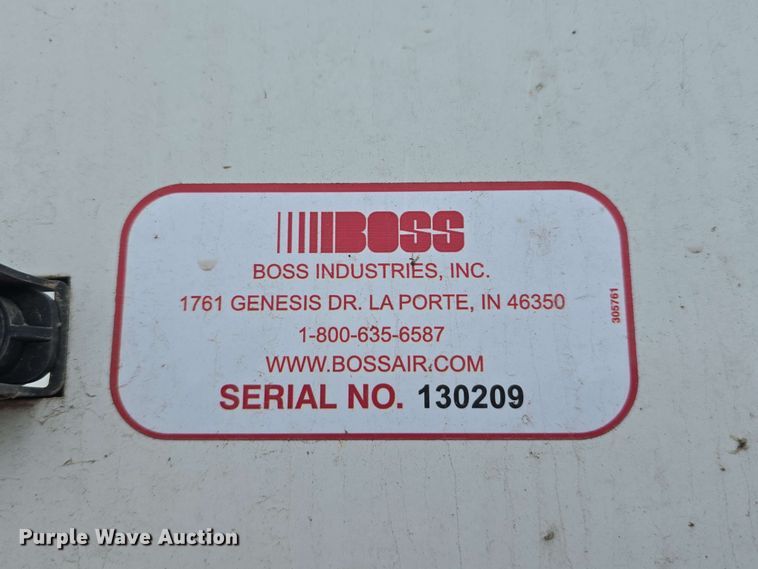 BOSS
BOSS INDUSTRIES, INC.
1761 GENESIS DR. LA PORTE, IN 46350
1-800-635-6587
WWW.BOSSAIR.COM
SERIAL NO. 130209
305761
Purple Wave Auction